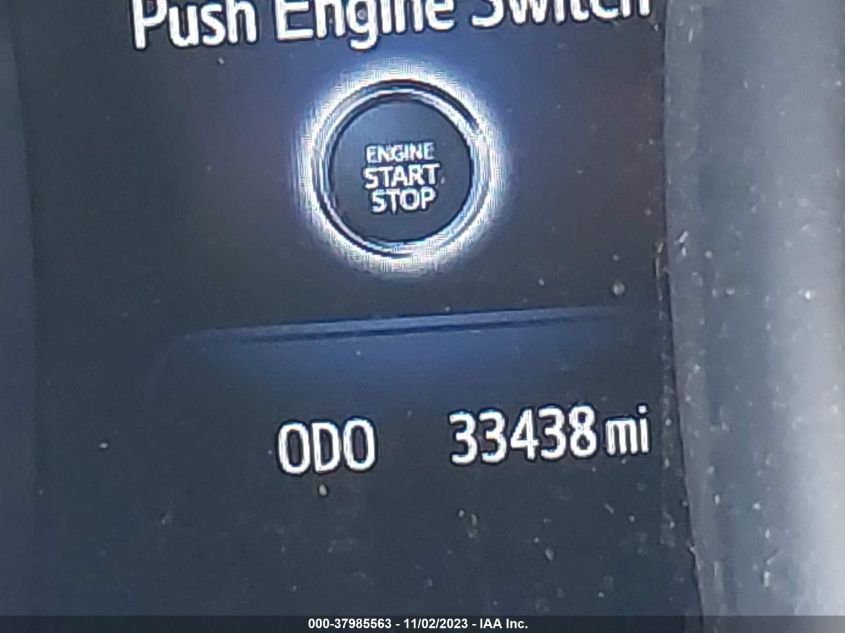 Push Engine Switch
ENGINE
START
STOP
ODO 33438 mi
000-37985563 - 11/02/2023 - IAA Inc.